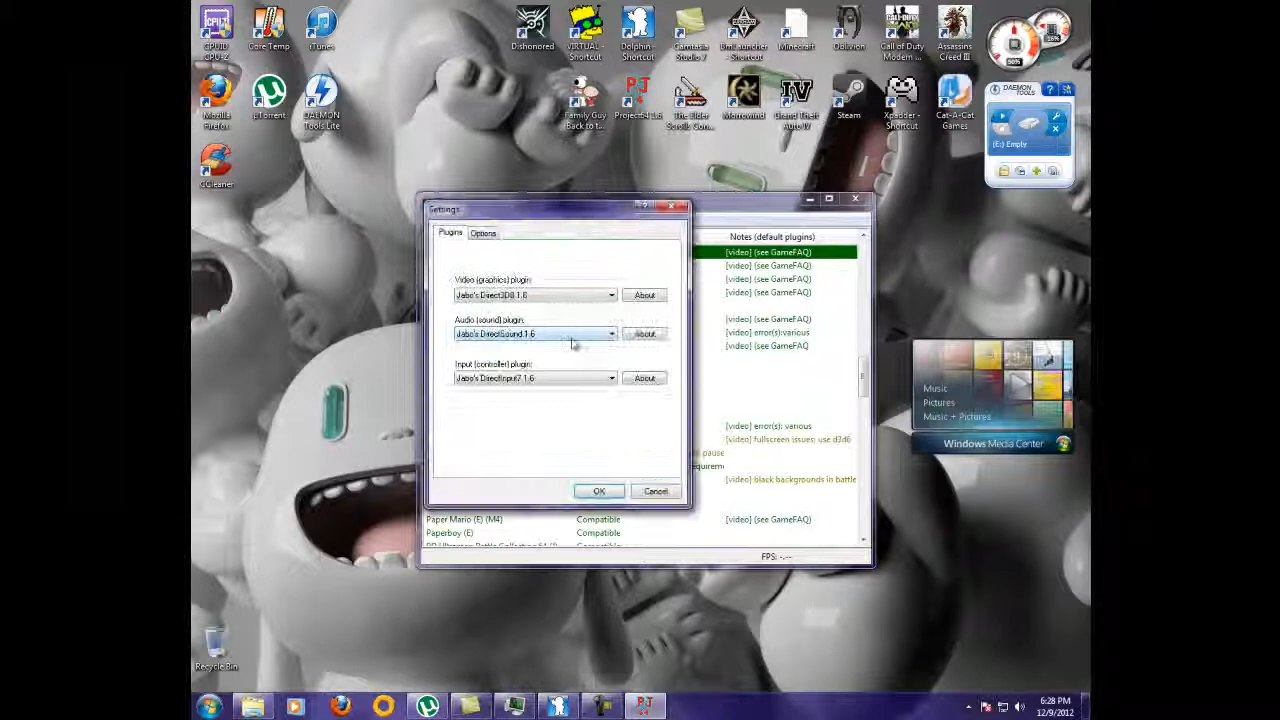 CPUID CPU-Z
Core Temp
iTunes
Dishonored
VIRTUAL - Shortcut
Dolphin - Shortcut
Camtasia Studio 7
BmLauncher - Shortcut
Minecraft
Oblivion
Call of Duty Modern ...
Assassins Creed III
Mozilla Firefox
µTorrent
DAEMON Tools Lite
Family Guy Back to t...
Project64 1.6
The Elder Scrolls Con...
Morrowind
Grand Theft Auto IV
Steam
Xpadder - Shortcut
Cat-A-Cat Games
CCleaner
50%
16%
DAEMON TOOLS
(E:) Empty
Settings
Plugins
Options
Video (graphics) plugin:
Jabo's Direct3D8 1.6
About
Audio (sound) plugin:
Jabo's DirectSound 1.6
About
Input (controller) plugin:
Jabo's DirectInput7 1.6
About
OK
Cancel
Notes (default plugins)
[video] (see GameFAQ)
[video] (see GameFAQ)
[video] (see GameFAQ)
[video] (see GameFAQ)
[video] (see GameFAQ)
[video] error(s):various
[video] (see GameFAQ
[video] error(s): various
[video] fullscreen issues; use d3d6
pause
[video] black backgrounds in battle
Paper Mario (E) (M4) Compatible [video] (see GameFAQ)
Paperboy (E) Compatible
FPS: -.--
Music
Pictures
Music + Pictures
Windows Media Center
Recycle Bin
6:28 PM
12/9/2012